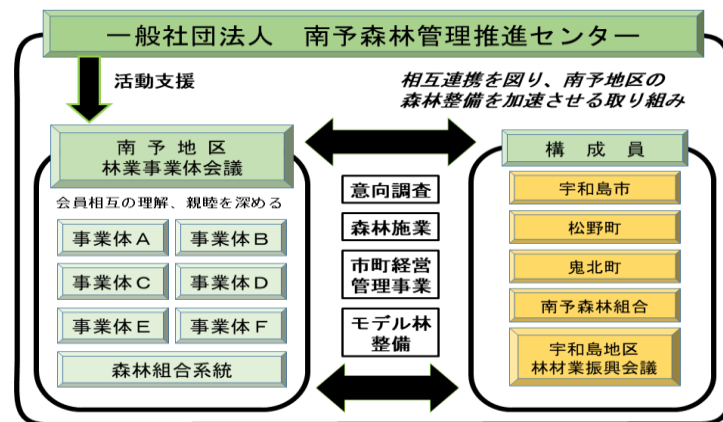 一般社団法人　南予森林管理推進センター
活動支援
相互連携を図り、南予地区の
森林整備を加速させる取り組み
南予地区
林業事業体会議
会員相互の理解、親睦を深める
事業体A
事業体B
事業体C
事業体D
事業体E
事業体F
森林組合系統
意向調査
森林施業
市町経営
管理事業
モデル林
整備
構成員
宇和島市
松野町
鬼北町
南予森林組合
宇和島地区
林材業振興会議